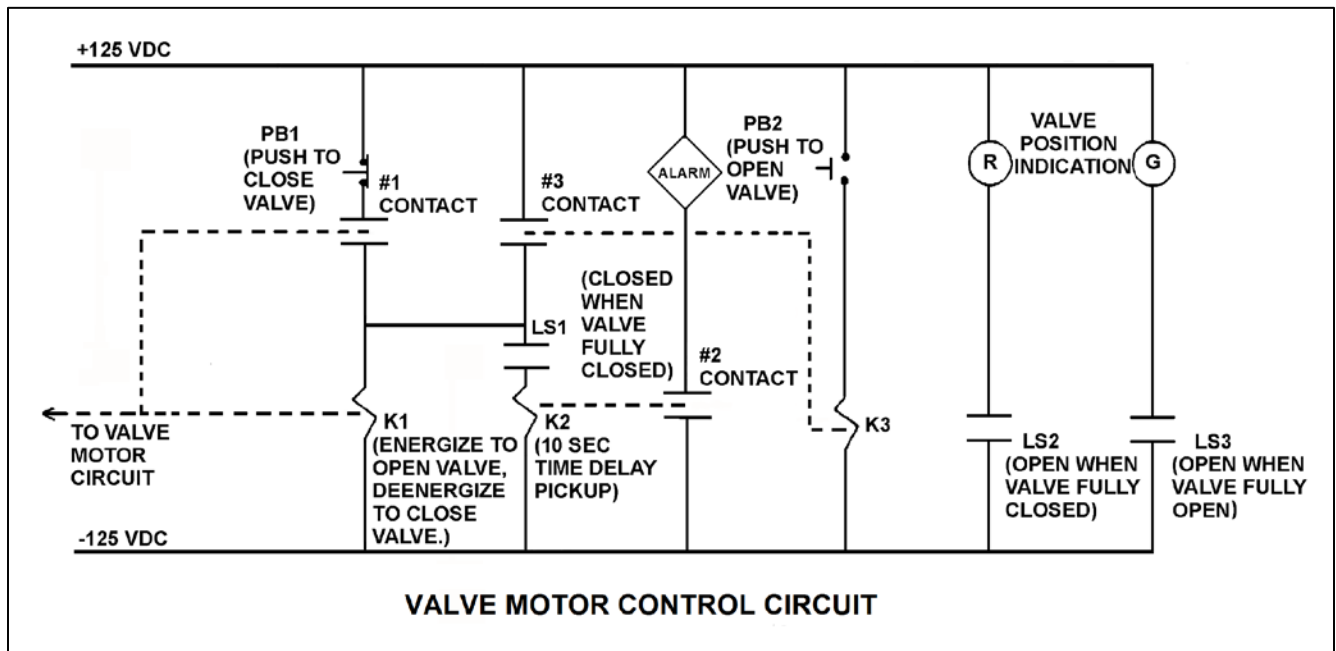 +125 VDC
PB1
(PUSH TO
CLOSE
VALVE)
#1
CONTACT
#3
CONTACT
ALARM
PB2
(PUSH TO
OPEN
VALVE)
R
VALVE
POSITION
INDICATION
G
(CLOSED
WHEN
VALVE
FULLY
CLOSED)
LS1
#2
CONTACT
TO VALVE
MOTOR
CIRCUIT
K1
(ENERGIZE TO
OPEN VALVE,
DEENERGIZE
TO CLOSE
VALVE.)
K2
(10 SEC
TIME DELAY
PICKUP)
K3
LS2
(OPEN WHEN
VALVE FULLY
CLOSED)
LS3
(OPEN WHEN
VALVE FULLY
OPEN)
-125 VDC
VALVE MOTOR CONTROL CIRCUIT